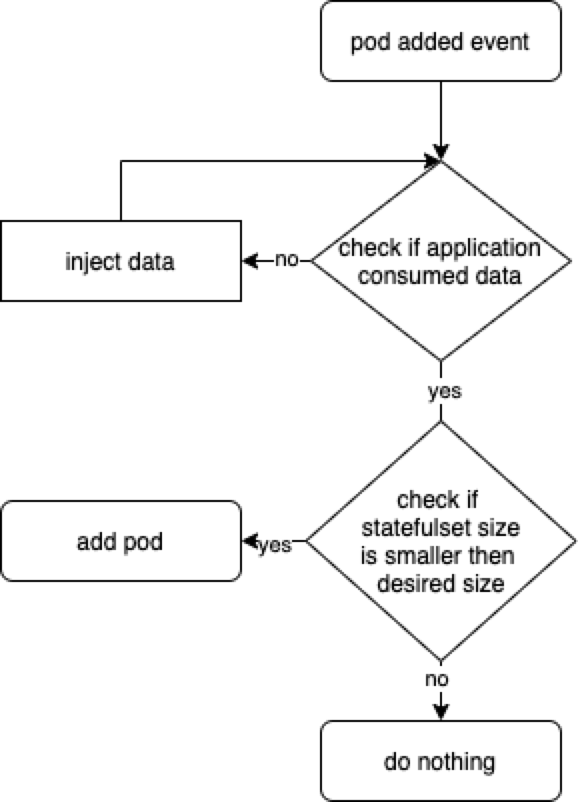 pod added event
check if application
consumed data
no
inject data
yes
check if
statefulset size
is smaller then
desired size
yes
add pod
no
do nothing